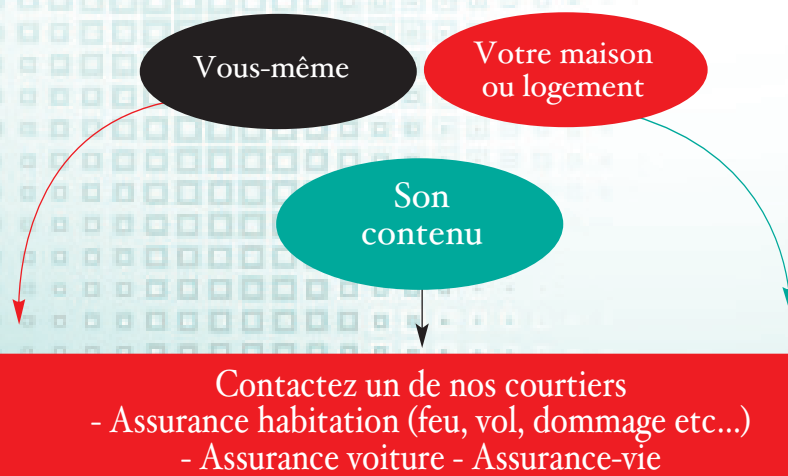 Vous-même
Votre maison
ou logement
Son
contenu
Contactez un de nos courtiers
- Assurance habitation (feu, vol, dommage etc...)
- Assurance voiture - Assurance-vie